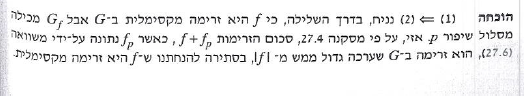 הוכחה (1) ⇐ (2) נניח, בדרך השלילה, כי f היא זרימה מקסימלית ב־G אבל G_f מכילה
מסלול שיפור p. אזי, על פי מסקנה 27.4, סכום הזרימות f + f_p, כאשר f_p נתונה על־ידי משוואה
(27.6), הוא זרימה ב־G שערכה גדול ממש מ־ |f|, בסתירה להנחתנו ש־f היא זרימה מקסימלית.